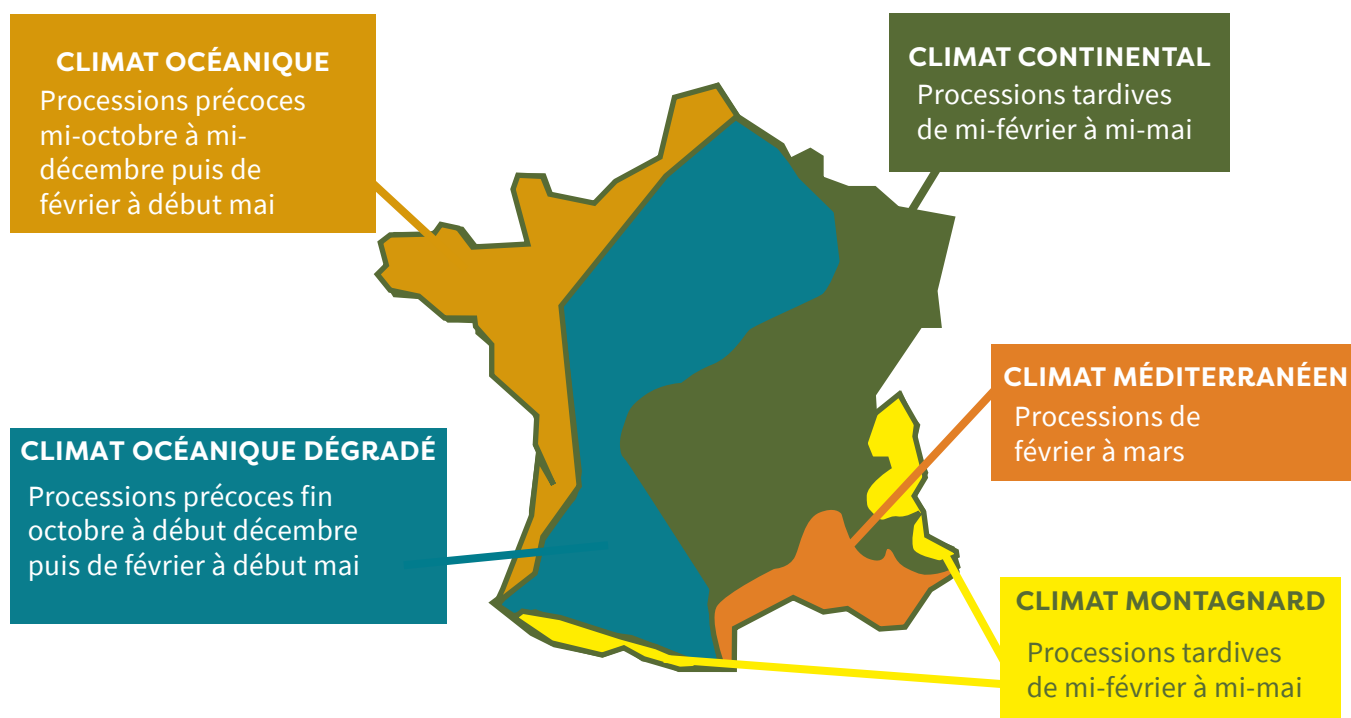 CLIMAT OCÉANIQUE
Processions précoces
mi-octobre à mi-
décembre puis de
février à début mai
CLIMAT CONTINENTAL
Processions tardives
de mi-février à mi-mai
CLIMAT MÉDITERRANÉEN
Processions de
février à mars
CLIMAT OCÉANIQUE DÉGRADÉ
Processions précoces fin
octobre à début décembre
puis de février à début mai
CLIMAT MONTAGNARD
Processions tardives
de mi-février à mi-mai